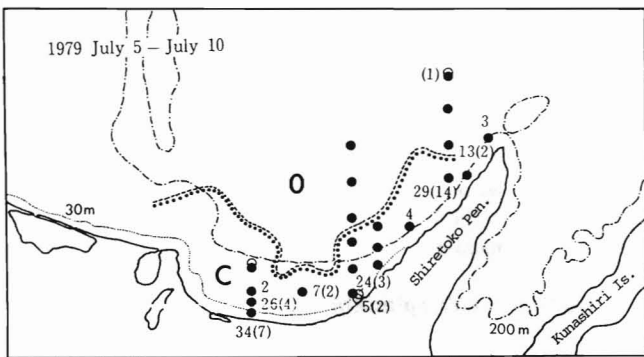 1979 July 5 – July 10
(1)
3
13(2)
O
29(14)
30m
4
Shiretoko Pen.
C
2
7(2)
24(3)
26(4)
5(2)
34(7)
200m
Kunashiri Is.